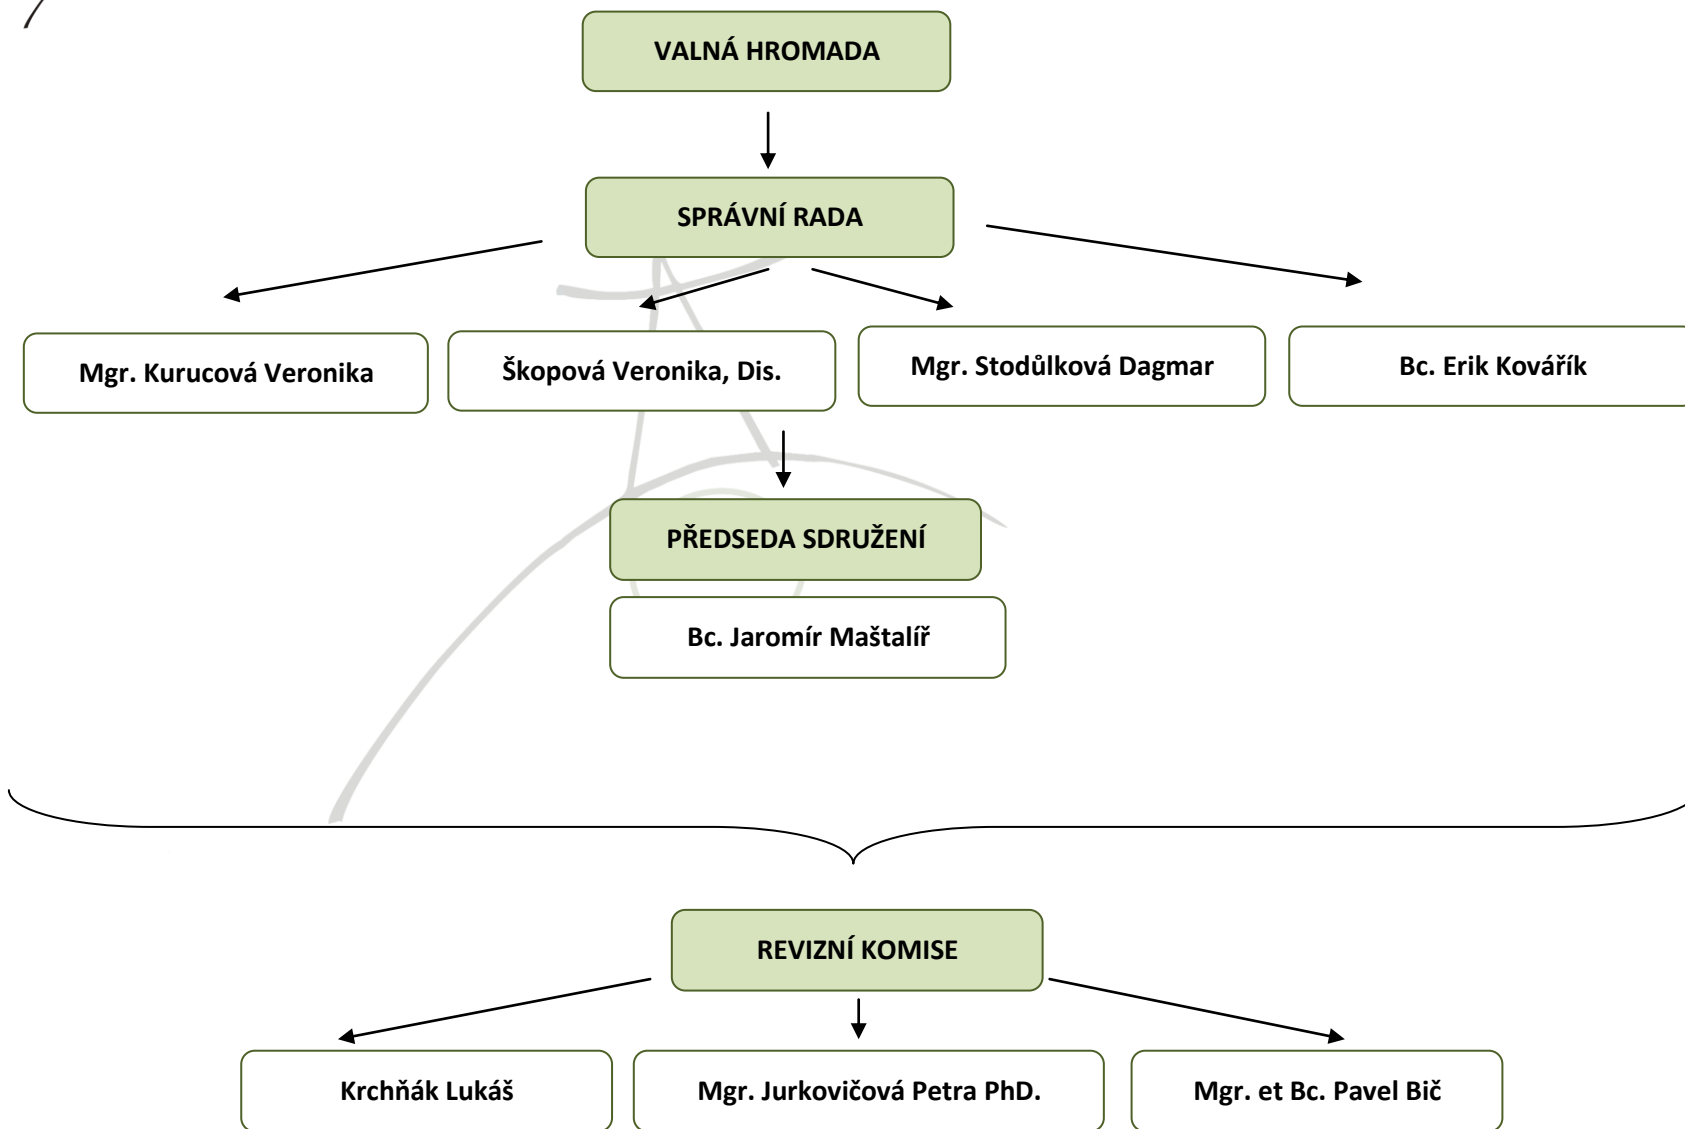 VALNÁ HROMADA
SPRÁVNÍ RADA
Mgr. Kurucová Veronika
Škopová Veronika, Dis.
Mgr. Stodůlková Dagmar
Bc. Erik Kovářík
PŘEDSEDA SDRUŽENÍ
Bc. Jaromír Maštalíř
REVIZNÍ KOMISE
Krchňák Lukáš
Mgr. Jurkovičová Petra PhD.
Mgr. et Bc. Pavel Bič